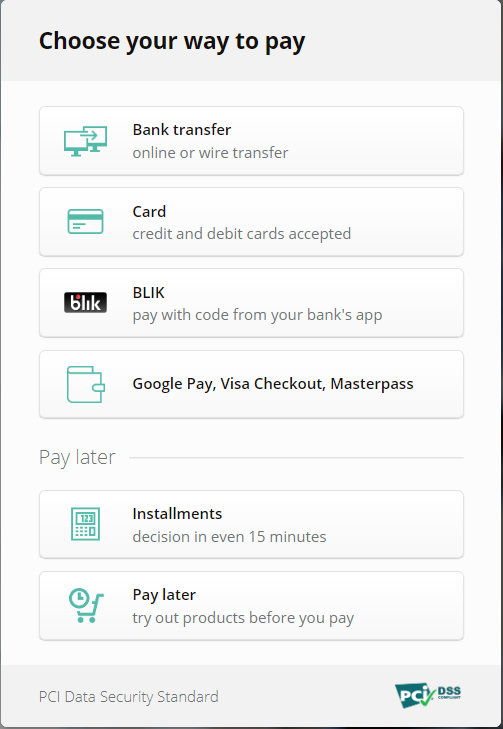 Choose your way to pay
Bank transfer
online or wire transfer
Card
credit and debit cards accepted
blik
BLIK
pay with code from your bank's app
Google Pay, Visa Checkout, Masterpass
Pay later
123
Installments
decision in even 15 minutes
Pay later
try out products before you pay
PCI Data Security Standard
PCI DSS
COMPLIANT